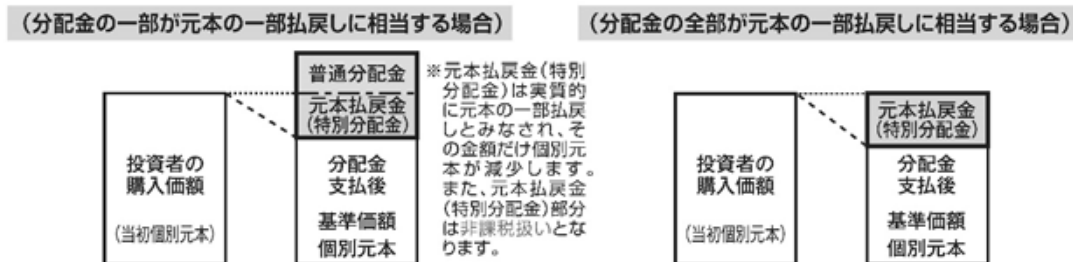 (分配金の一部が元本の一部払戻しに相当する場合)
普通分配金
元本払戻金
(特別分配金)
投資者の
購入価額
(当初個別元本)
分配金
支払後
基準価額
個別元本
※元本払戻金(特別
分配金)は実質的
に元本の一部払戻
しとみなされ、そ
の金額だけ個別元
本が減少します。
また、元本払戻金
(特別分配金)部分
は非課税扱いとな
ります。
(分配金の全部が元本の一部払戻しに相当する場合)
元本払戻金
(特別分配金)
投資者の
購入価額
(当初個別元本)
分配金
支払後
基準価額
個別元本